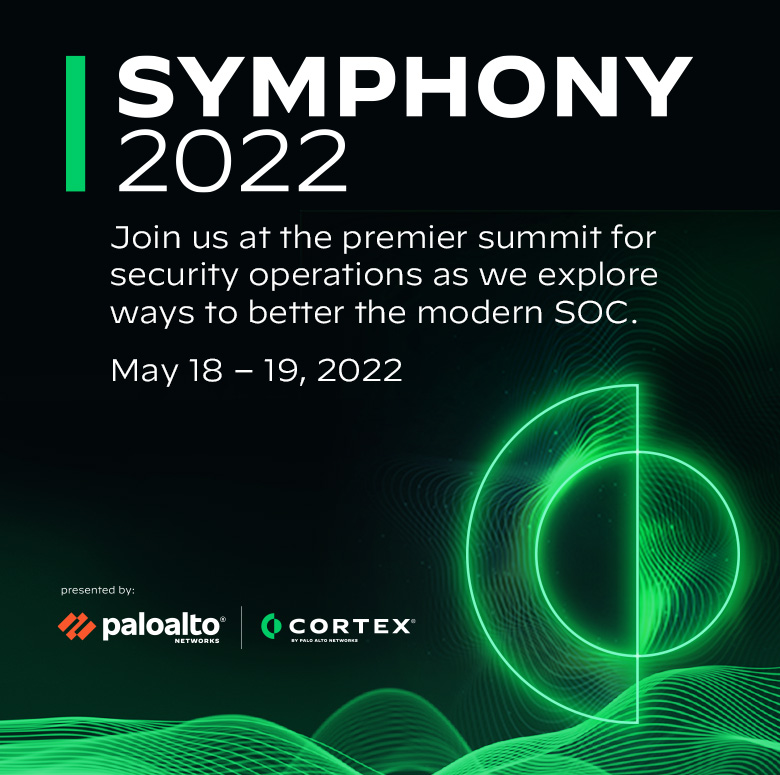 SYMPHONY
2022
Join us at the premier summit for
security operations as we explore
ways to better the modern SOC.
May 18 – 19, 2022
presented by:
paloalto®
NETWORKS
CORTEX®
BY PALO ALTO NETWORKS